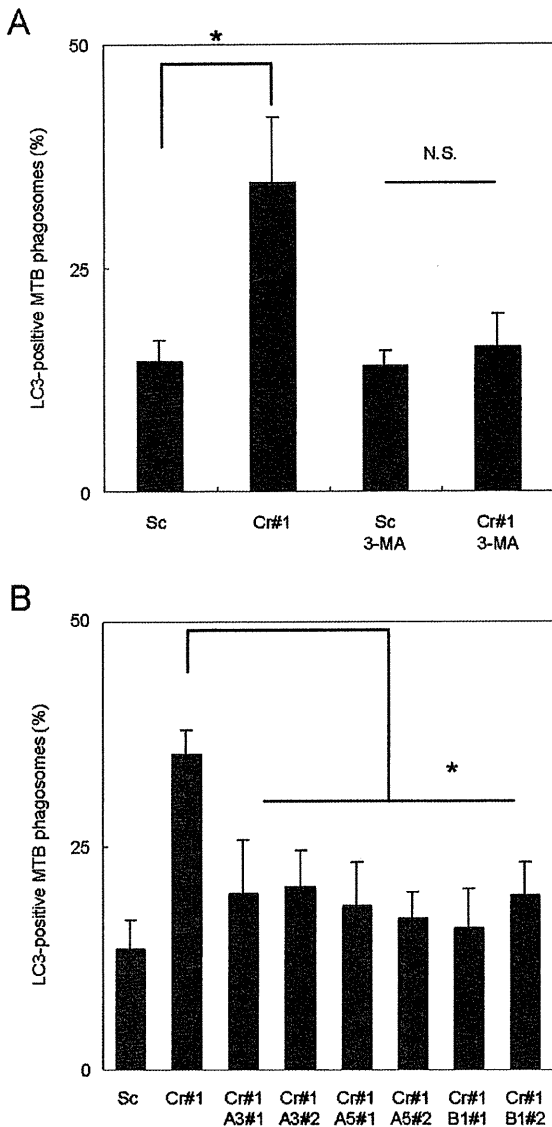 A
50
*
N.S.
LC3-positive MTB phagosomes (%)
25
0
Sc
Cr#1
Sc
3-MA
Cr#1
3-MA
B
50
*
LC3-positive MTB phagosomes (%)
25
0
Sc
Cr#1
Cr#1
A3#1
Cr#1
A3#2
Cr#1
A5#1
Cr#1
A5#2
Cr#1
B1#1
Cr#1
B1#2